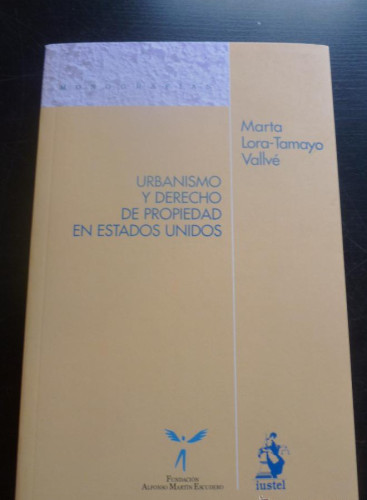 MONOGRAFÍAS
Marta
Lora-Tamayo
Vallvé
URBANISMO
Y DERECHO
DE PROPIEDAD
EN ESTADOS UNIDOS
FUNDACIÓN
ALFONSO MARTÍN ESCUDERO
iustel